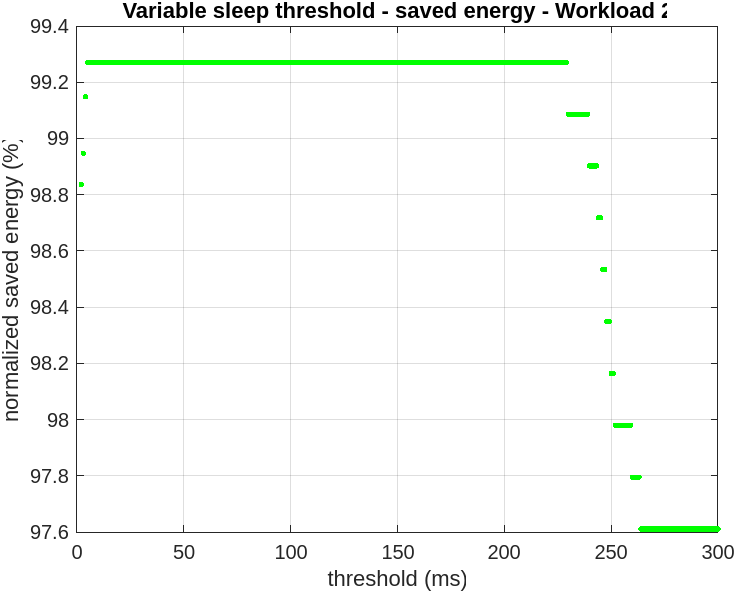 Variable sleep threshold - saved energy - Workload 2
99.4
99.2
99
98.8
98.6
98.4
98.2
98
97.8
97.6
normalized saved energy (%)
0 50 100 150 200 250 300
threshold (ms)